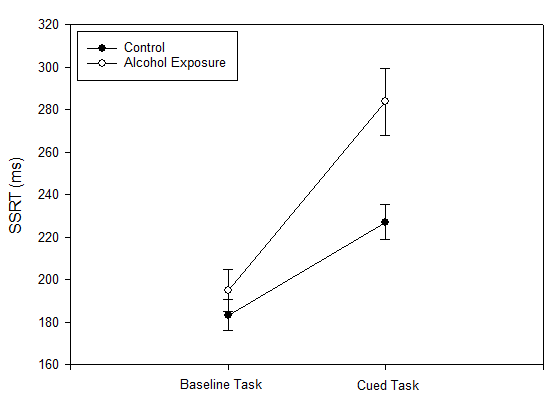 320
300
280
260
240
220
200
180
160
SSRT (ms)
Control
Alcohol Exposure
Baseline Task
Cued Task